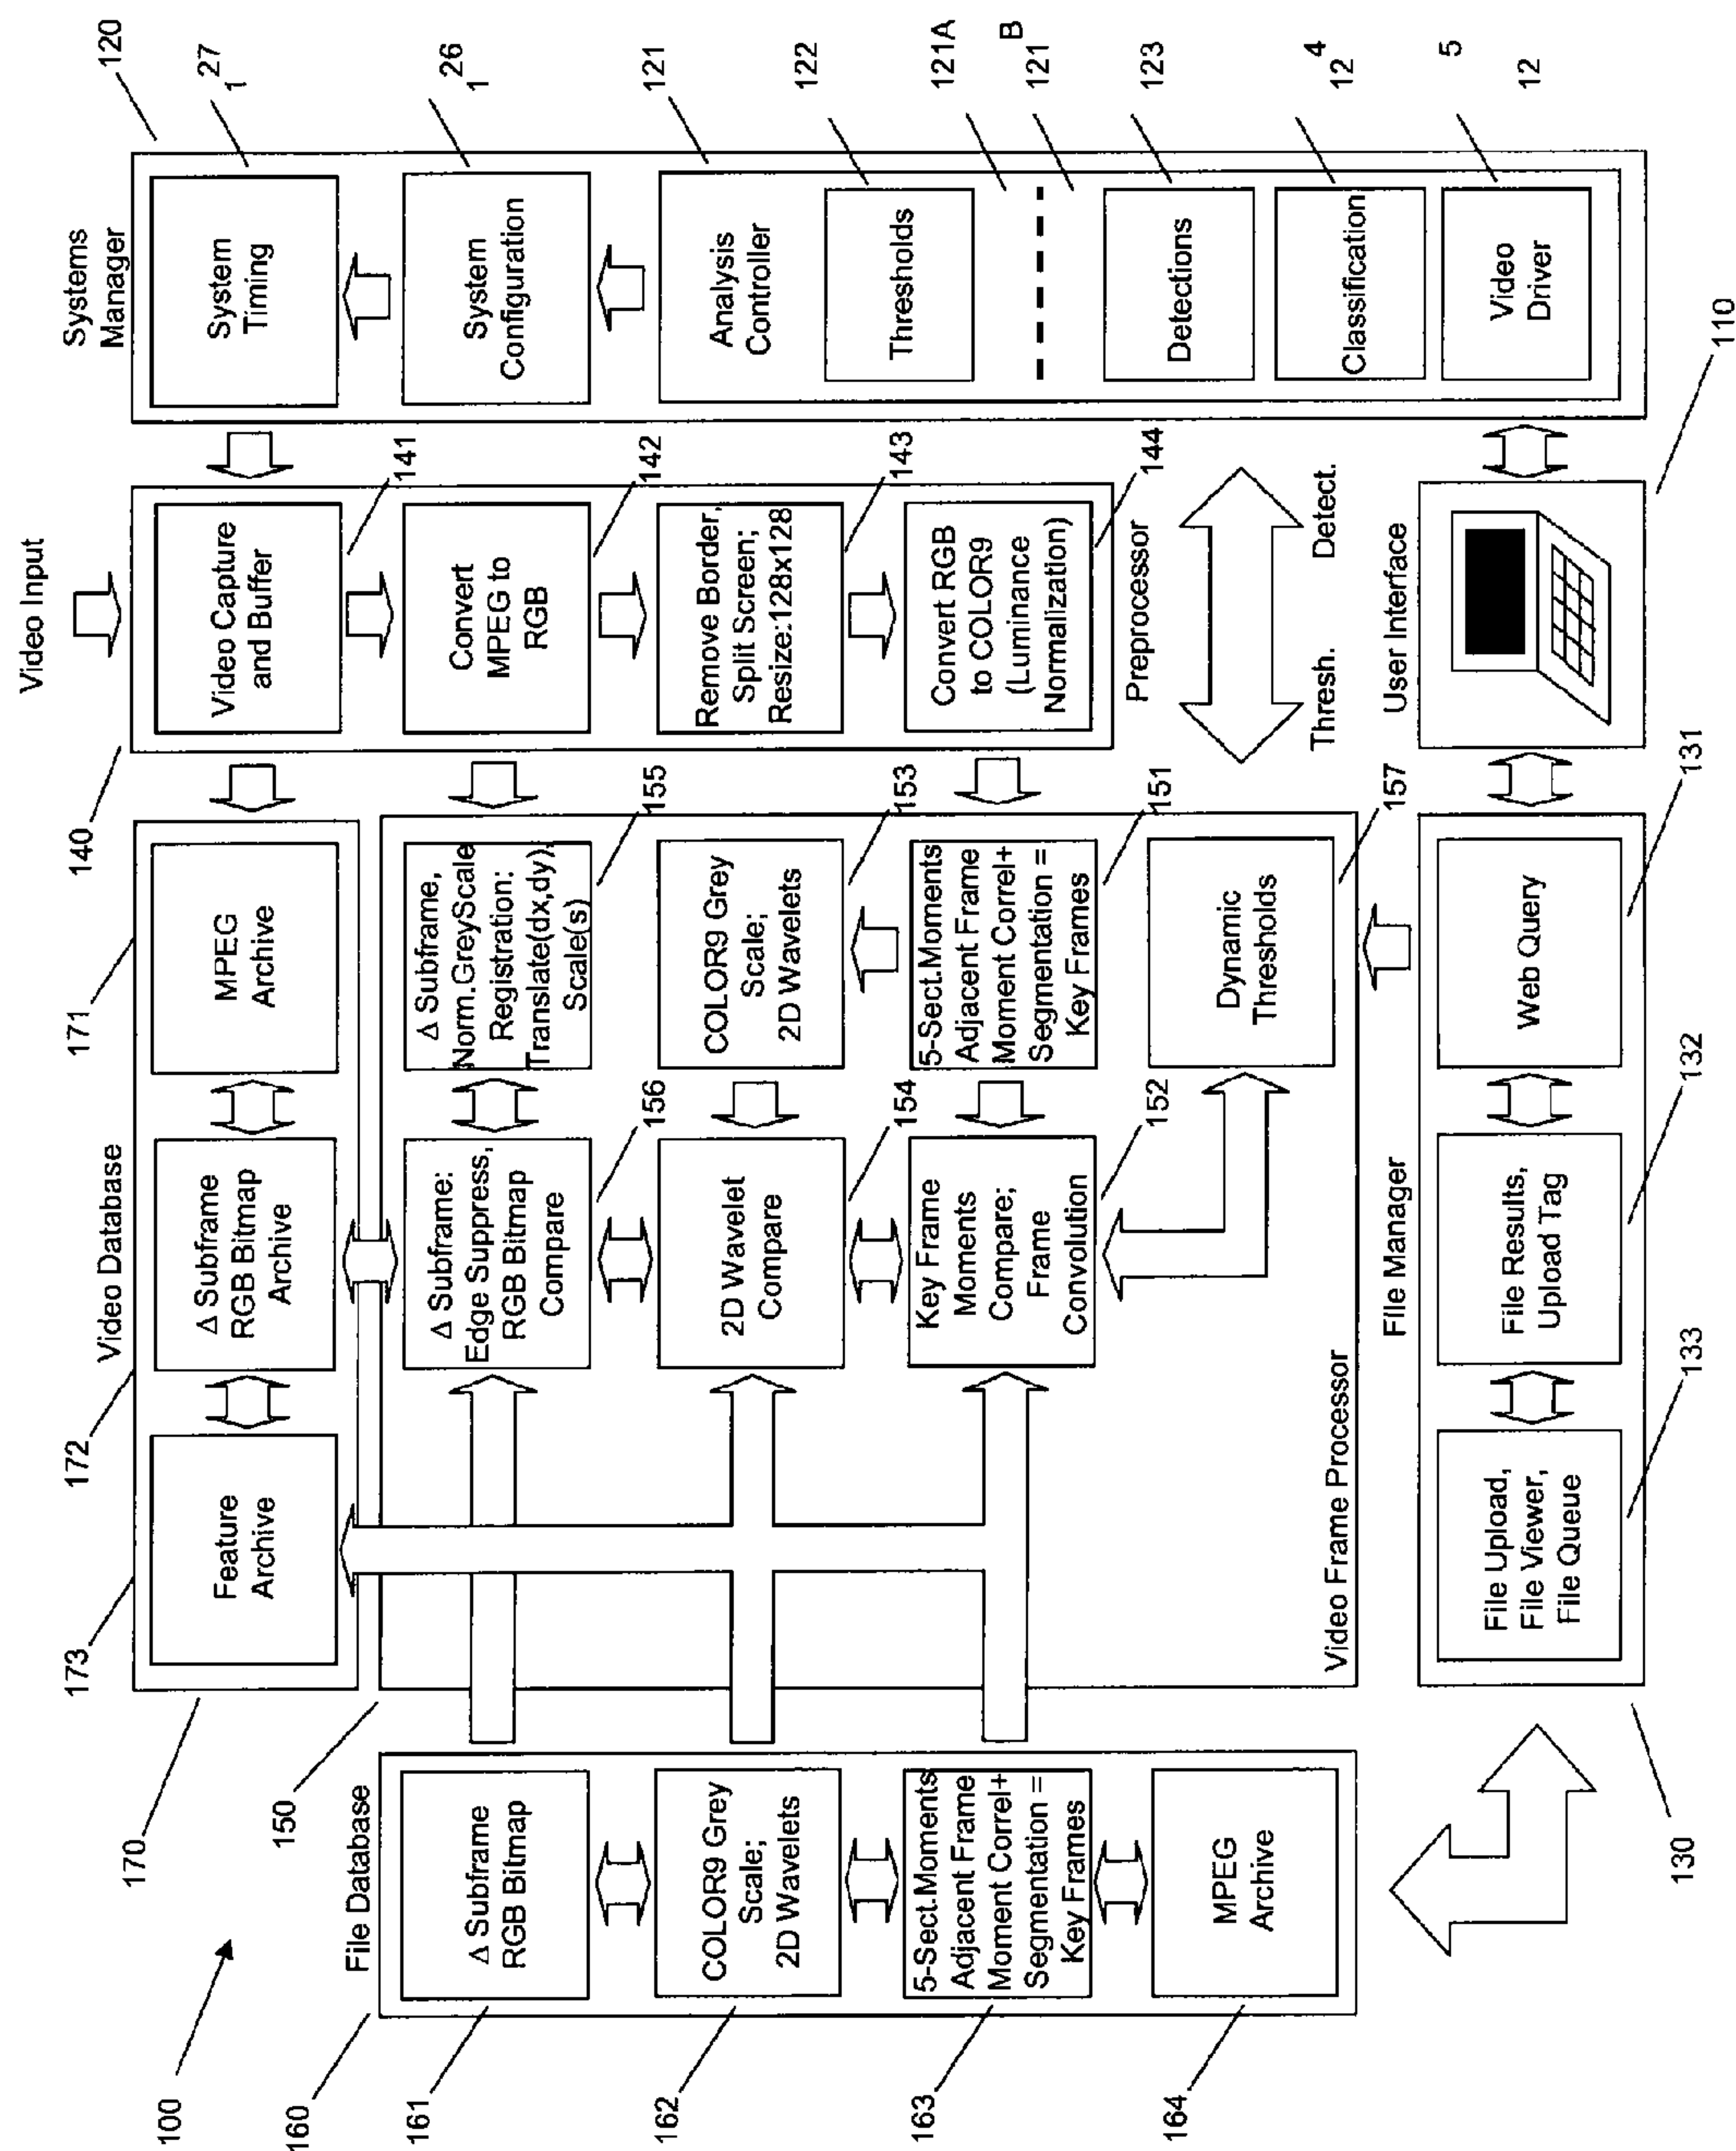 100
160
File Database
161
Δ Subframe
RGB Bitmap
162
COLOR9 Grey
Scale;
2D Wavelets
163
5-Sect.Moments
Adjacent Frame
Moment Correl+
Segmentation =
Key Frames
164
MPEG
Archive
170
173
172
171
Video Database
Feature
Archive
Δ Subframe
RGB Bitmap
Archive
MPEG
Archive
150
Δ Subframe:
Edge Suppress,
RGB Bitmap
Compare
156
Δ Subframe,
Norm.GreyScale
Registration:
Translate(dx,dy),
Scale(s)
155
2D Wavelet
Compare
154
COLOR9 Grey
Scale;
2D Wavelets
153
Key Frame
Moments
Compare;
Frame
Convolution
152
5-Sect.Moments
Adjacent Frame
Moment Correl+
Segmentation =
Key Frames
151
Dynamic
Thresholds
157
Video Frame Processor
File Manager
130
File Upload,
File Viewer,
File Queue
133
File Results,
Upload Tag
132
Web Query
131
Video Input
140
Video Capture
and Buffer
141
Convert
MPEG to
RGB
142
Remove Border,
Split Screen;
Resize:128x128
143
Convert RGB
to COLOR9
(Luminance
Normalization)
144
Preprocessor
Thresh.
Detect.
User Interface
110
Systems
Manager
120
System
Timing
1 27
System
Configuration
1 26
Analysis
Controller
121
Thresholds
122
121A
121 B
Detections
123
Classification
12 4
Video
Driver
12 5